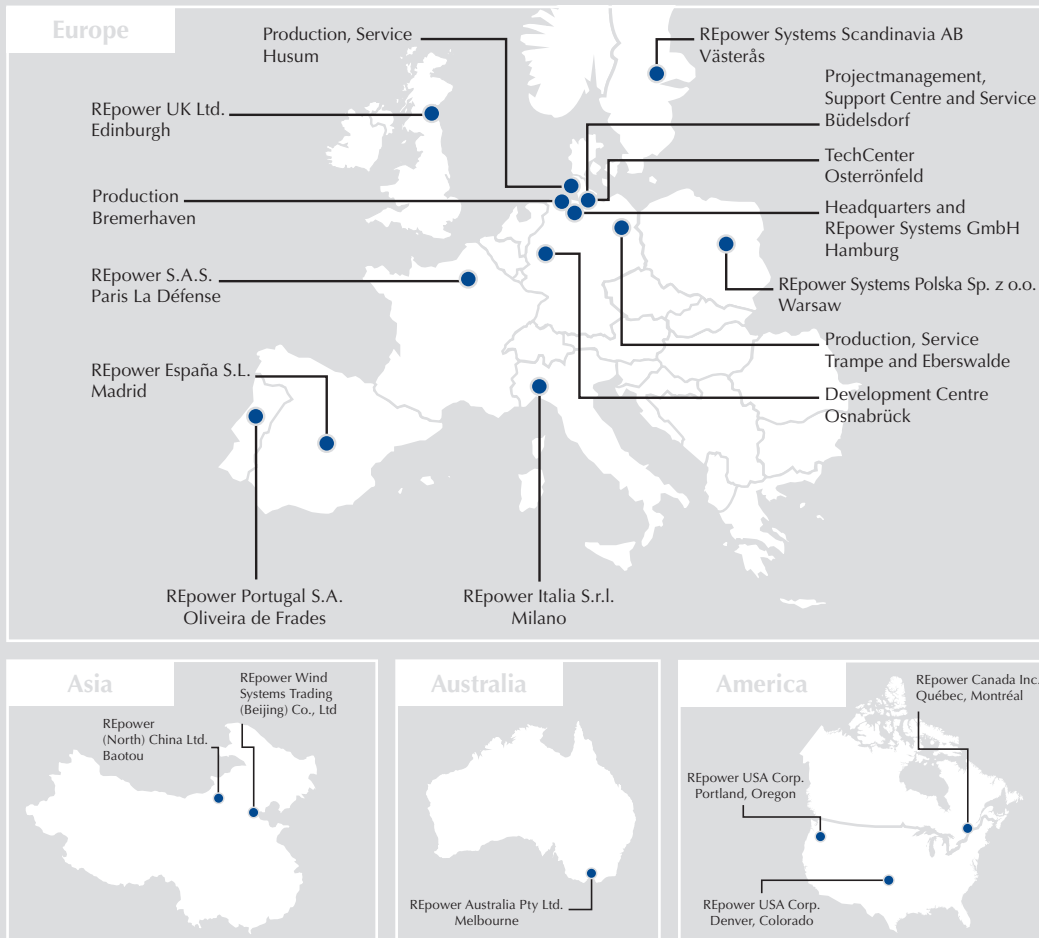 Europe
Production, Service
Husum
REpower UK Ltd.
Edinburgh
Production
Bremerhaven
REpower S.A.S.
Paris La Défense
REpower España S.L.
Madrid
REpower Portugal S.A.
Oliveira de Frades
REpower Italia S.r.l.
Milano
REpower Systems Scandinavia AB
Västerås
Projectmanagement,
Support Centre and Service
Büdelsdorf
TechCenter
Osterrönfeld
Headquarters and
REpower Systems GmbH
Hamburg
REpower Systems Polska Sp. z o.o.
Warsaw
Production, Service
Trampe and Eberswalde
Development Centre
Osnabrück
Asia
REpower Wind
Systems Trading
(Beijing) Co., Ltd
REpower
(North) China Ltd.
Baotou
Australia
REpower Australia Pty Ltd.
Melbourne
America
REpower Canada Inc.
Québec, Montréal
REpower USA Corp.
Portland, Oregon
REpower USA Corp.
Denver, Colorado